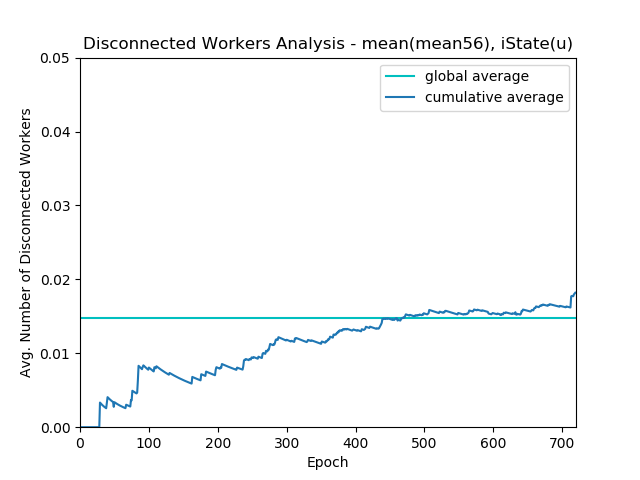 Disconnected Workers Analysis - mean(mean56), iState(u)
global average
cumulative average
Avg. Number of Disconnected Workers
0.05
0.04
0.03
0.02
0.01
0.00
0 100 200 300 400 500 600 700
Epoch